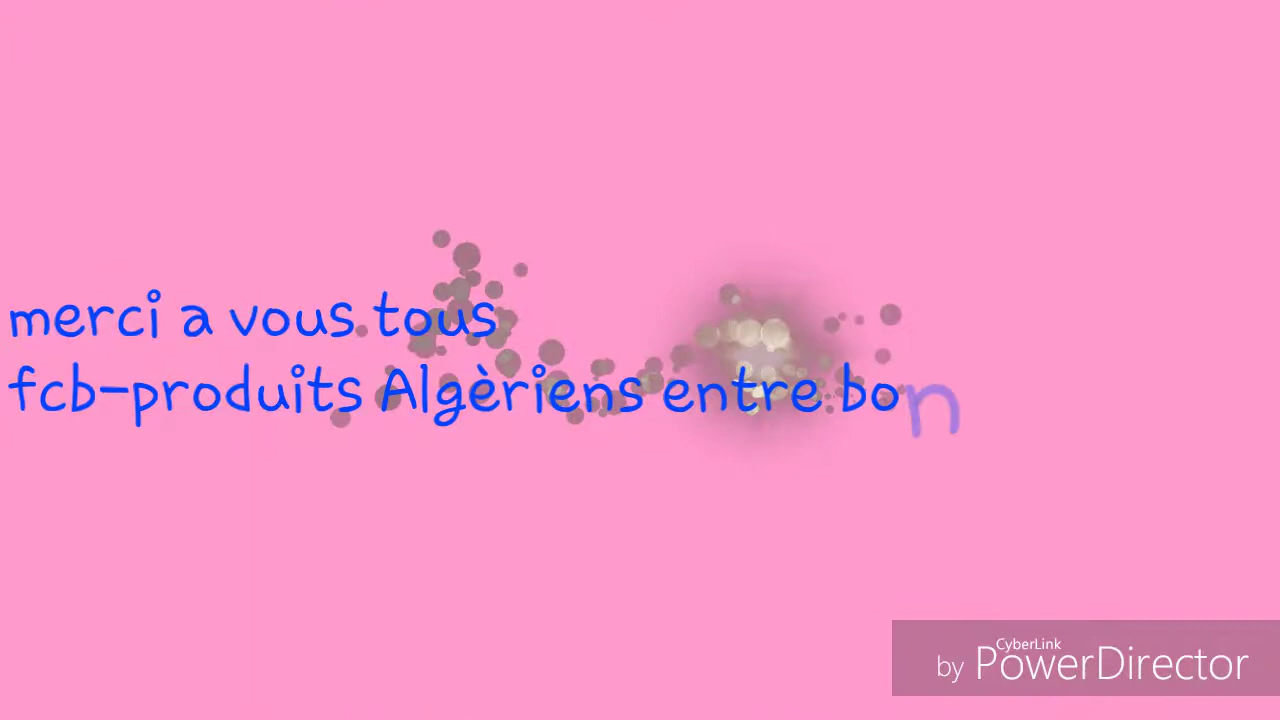 merci a vous tous
fcb-produits Algèriens entre bon
CyberLink
by PowerDirector